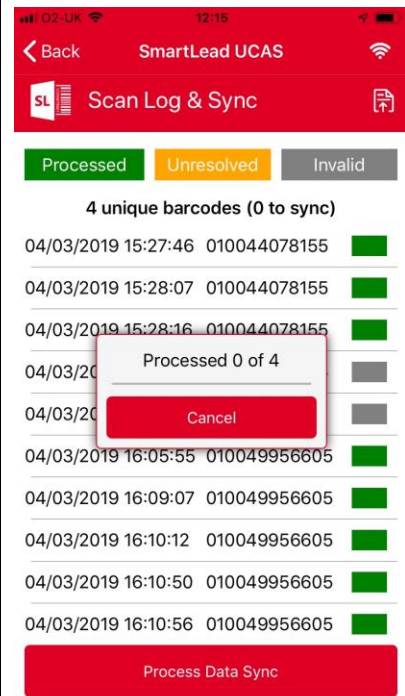 O2-UK 12:15
Back SmartLead UCAS
SL Scan Log & Sync
Processed Unresolved Invalid
4 unique barcodes (0 to sync)
04/03/2019 15:27:46 010044078155
04/03/2019 15:28:07 010044078155
04/03/2019 15:28:16 010044078155
04/03/20
Processed 0 of 4
04/03/20
Cancel
04/03/2019 16:05:55 010049956605
04/03/2019 16:09:07 010049956605
04/03/2019 16:10:12 010049956605
04/03/2019 16:10:50 010049956605
04/03/2019 16:10:56 010049956605
Process Data Sync